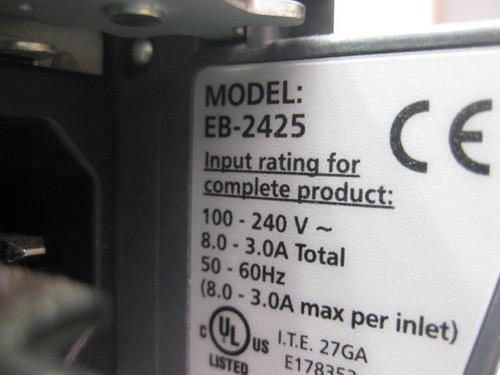 MODEL:
EB-2425
CE
Input rating for
complete product:
100 - 240 V ~
8.0 - 3.0A Total
50 - 60Hz
(8.0 - 3.0A max per inlet)
c UL US
LISTED
I.T.E. 27GA
E178352